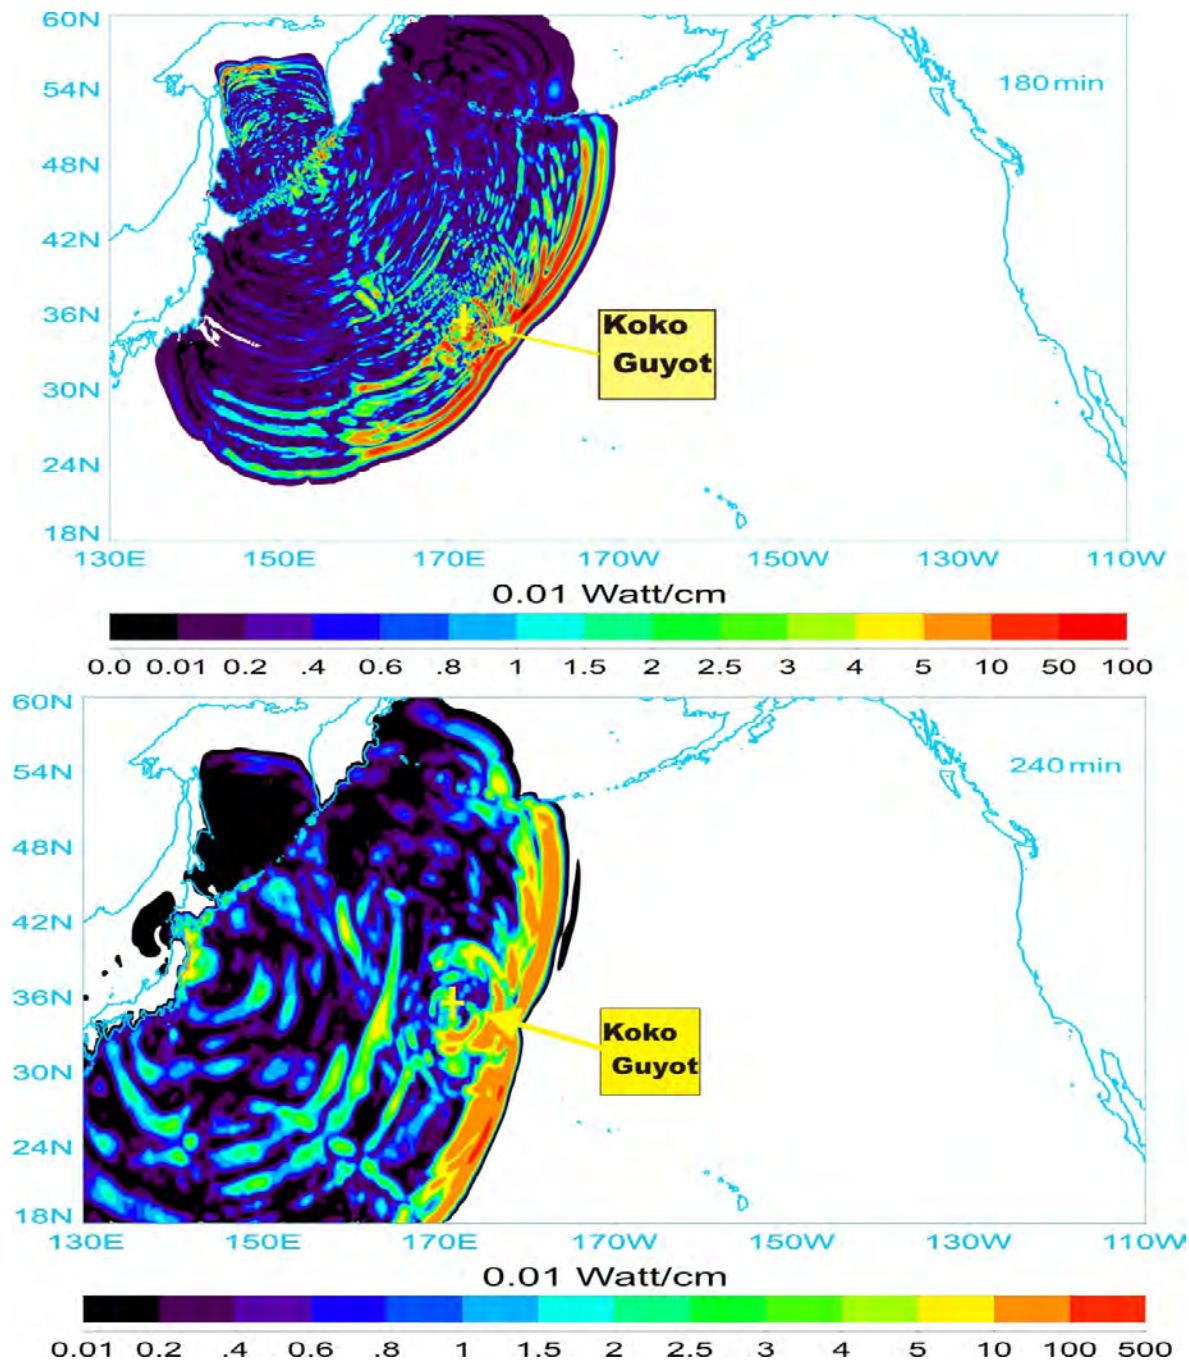 60N
54N
180 min
48N
42N
36N
Koko
Guyot
30N
24N
18N
130E 150E 170E 170W 150W 130W 110W
0.01 Watt/cm
0.0 0.01 0.2 .4 0.6 .8 1 1.5 2 2.5 3 4 5 10 50 100
60N
54N
240 min
48N
42N
36N
Koko
Guyot
30N
24N
18N
130E 150E 170E 170W 150W 130W 110W
0.01 Watt/cm
0.01 0.2 .4 0.6 .8 1 1.5 2 2.5 3 4 5 10 100 500